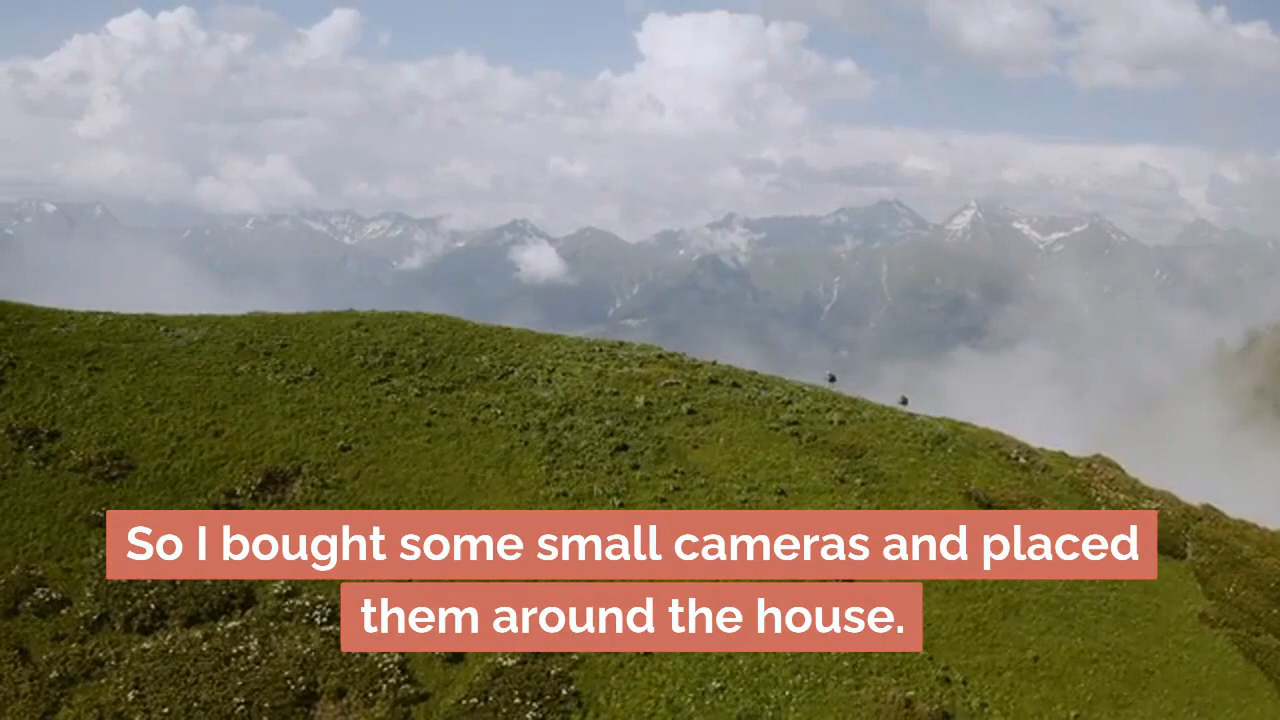 So I bought some small cameras and placed
them around the house.